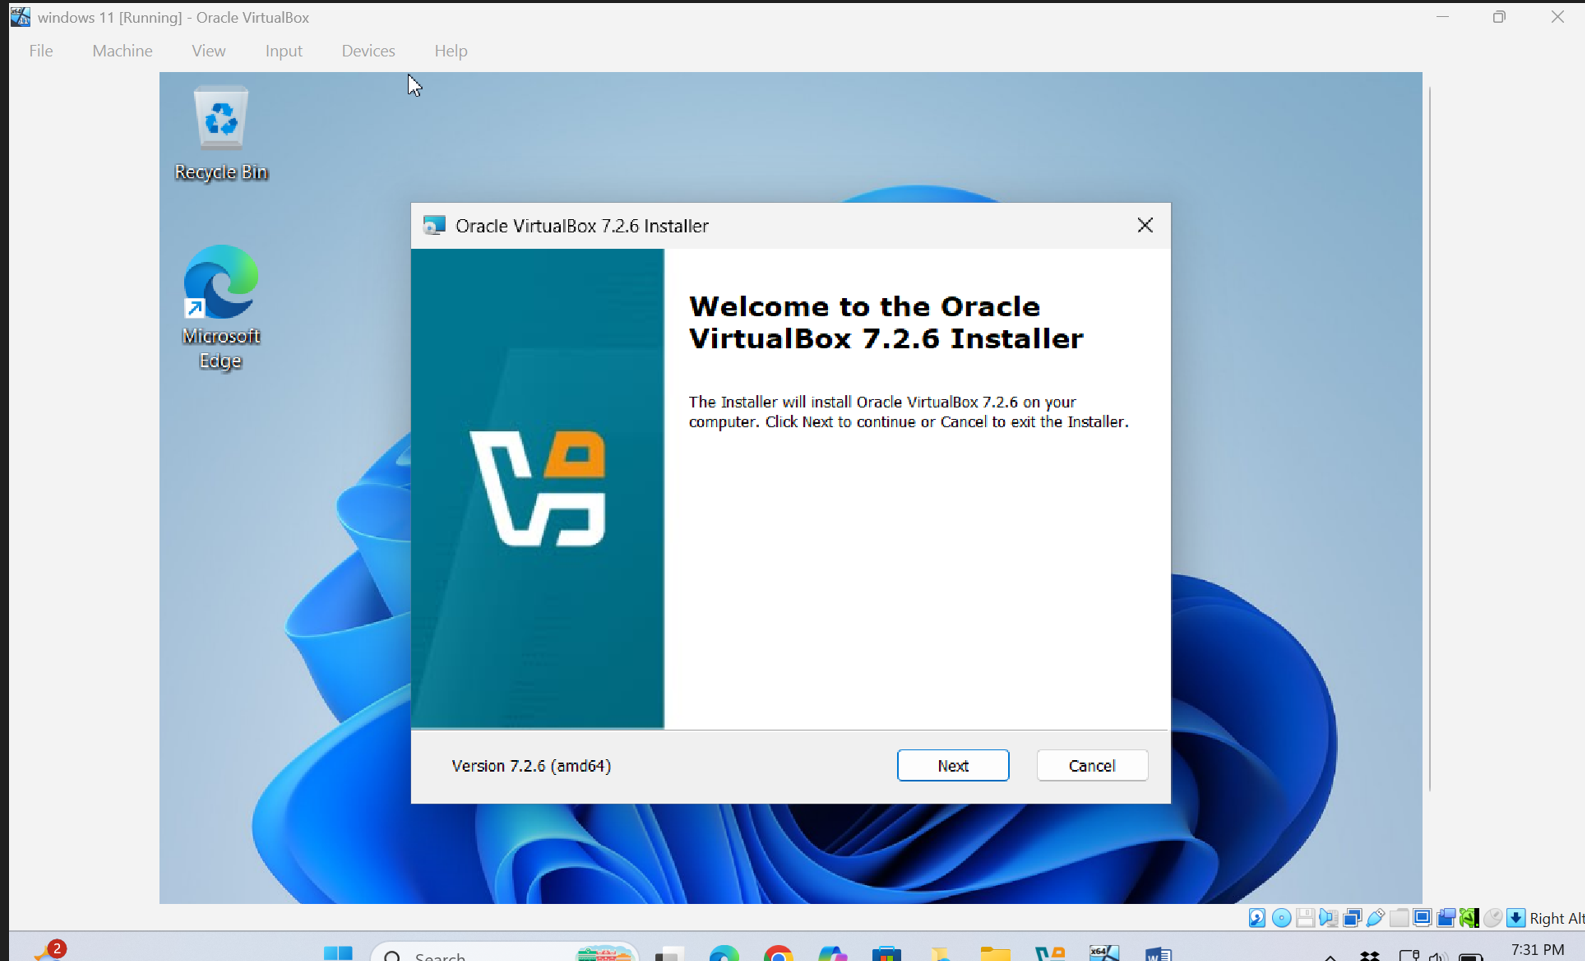 windows 11 [Running] - Oracle VirtualBox
File Machine View Input Devices Help
Recycle Bin
Microsoft
Edge
Oracle VirtualBox 7.2.6 Installer
Welcome to the Oracle
VirtualBox 7.2.6 Installer
The Installer will install Oracle VirtualBox 7.2.6 on your
computer. Click Next to continue or Cancel to exit the Installer.
Version 7.2.6 (amd64)
Next
Cancel
Right Alt
2
Search
x64
W
7:31 PM